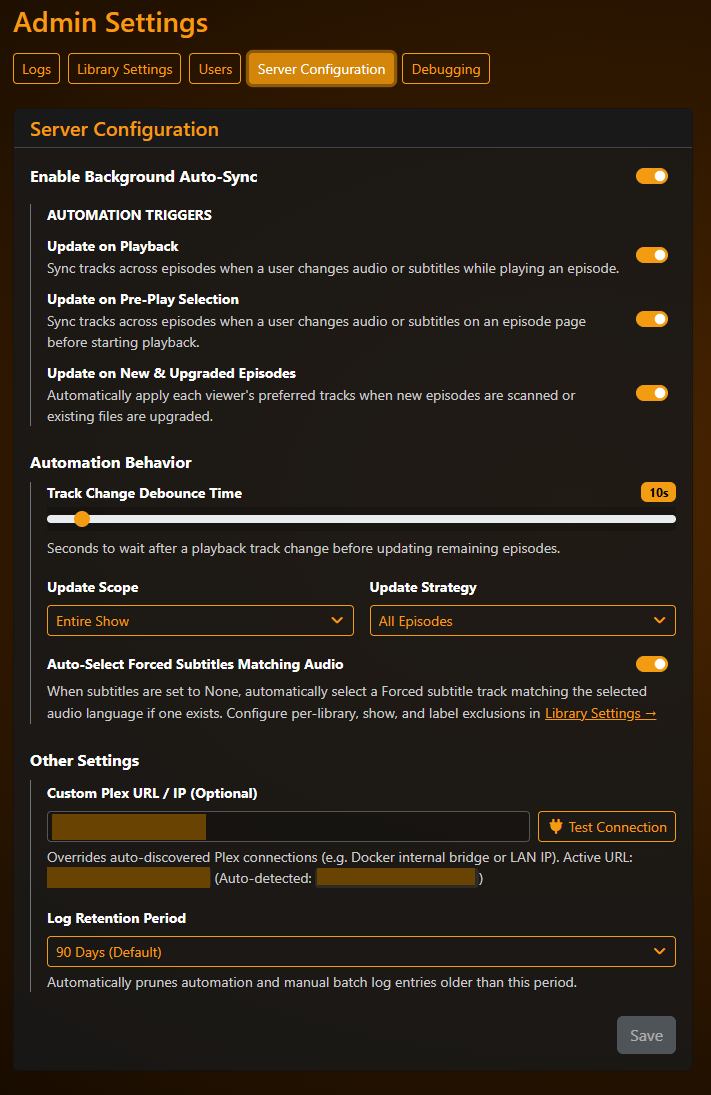 Admin Settings
Logs
Library Settings
Users
Server Configuration
Debugging
Server Configuration
Enable Background Auto-Sync
AUTOMATION TRIGGERS
Update on Playback
Sync tracks across episodes when a user changes audio or subtitles while playing an episode.
Update on Pre-Play Selection
Sync tracks across episodes when a user changes audio or subtitles on an episode page
before starting playback.
Update on New & Upgraded Episodes
Automatically apply each viewer's preferred tracks when new episodes are scanned or
existing files are upgraded.
Automation Behavior
Track Change Debounce Time
10s
Seconds to wait after a playback track change before updating remaining episodes.
Update Scope
Update Strategy
Entire Show
All Episodes
Auto-Select Forced Subtitles Matching Audio
When subtitles are set to None, automatically select a Forced subtitle track matching the selected
audio language if one exists. Configure per-library, show, and label exclusions in Library Settings →
Other Settings
Custom Plex URL / IP (Optional)
Test Connection
Overrides auto-discovered Plex connections (e.g. Docker internal bridge or LAN IP). Active URL:
(Auto-detected: )
Log Retention Period
90 Days (Default)
Automatically prunes automation and manual batch log entries older than this period.
Save